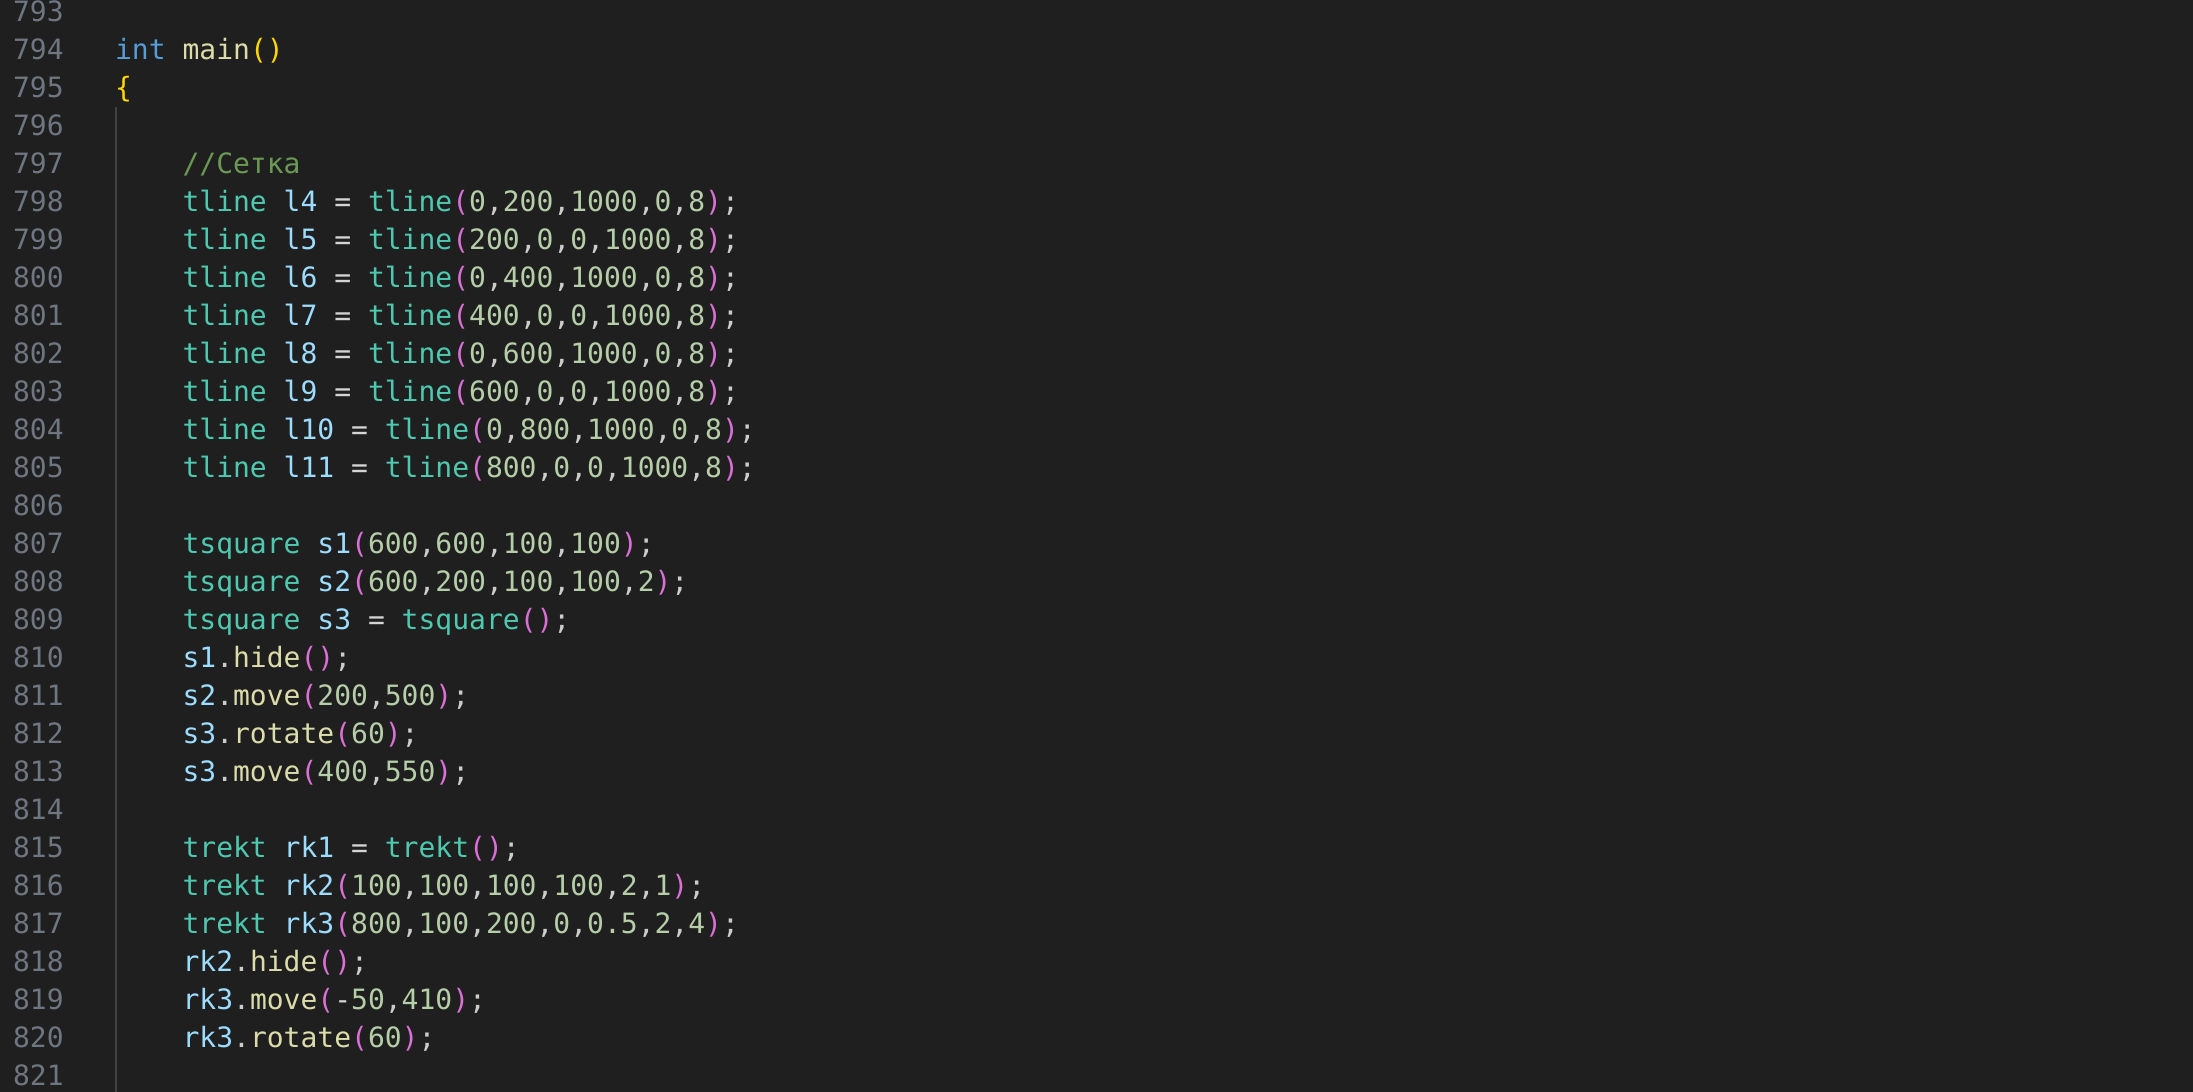 793
794 int main()
795 {
796
797 //Сетка
798 tline l4 = tline(0,200,1000,0,8);
799 tline l5 = tline(200,0,0,1000,8);
800 tline l6 = tline(0,400,1000,0,8);
801 tline l7 = tline(400,0,0,1000,8);
802 tline l8 = tline(0,600,1000,0,8);
803 tline l9 = tline(600,0,0,1000,8);
804 tline l10 = tline(0,800,1000,0,8);
805 tline l11 = tline(800,0,0,1000,8);
806
807 tsquare s1(600,600,100,100);
808 tsquare s2(600,200,100,100,2);
809 tsquare s3 = tsquare();
810 s1.hide();
811 s2.move(200,500);
812 s3.rotate(60);
813 s3.move(400,550);
814
815 trekt rk1 = trekt();
816 trekt rk2(100,100,100,100,2,1);
817 trekt rk3(800,100,200,0,0.5,2,4);
818 rk2.hide();
819 rk3.move(-50,410);
820 rk3.rotate(60);
821